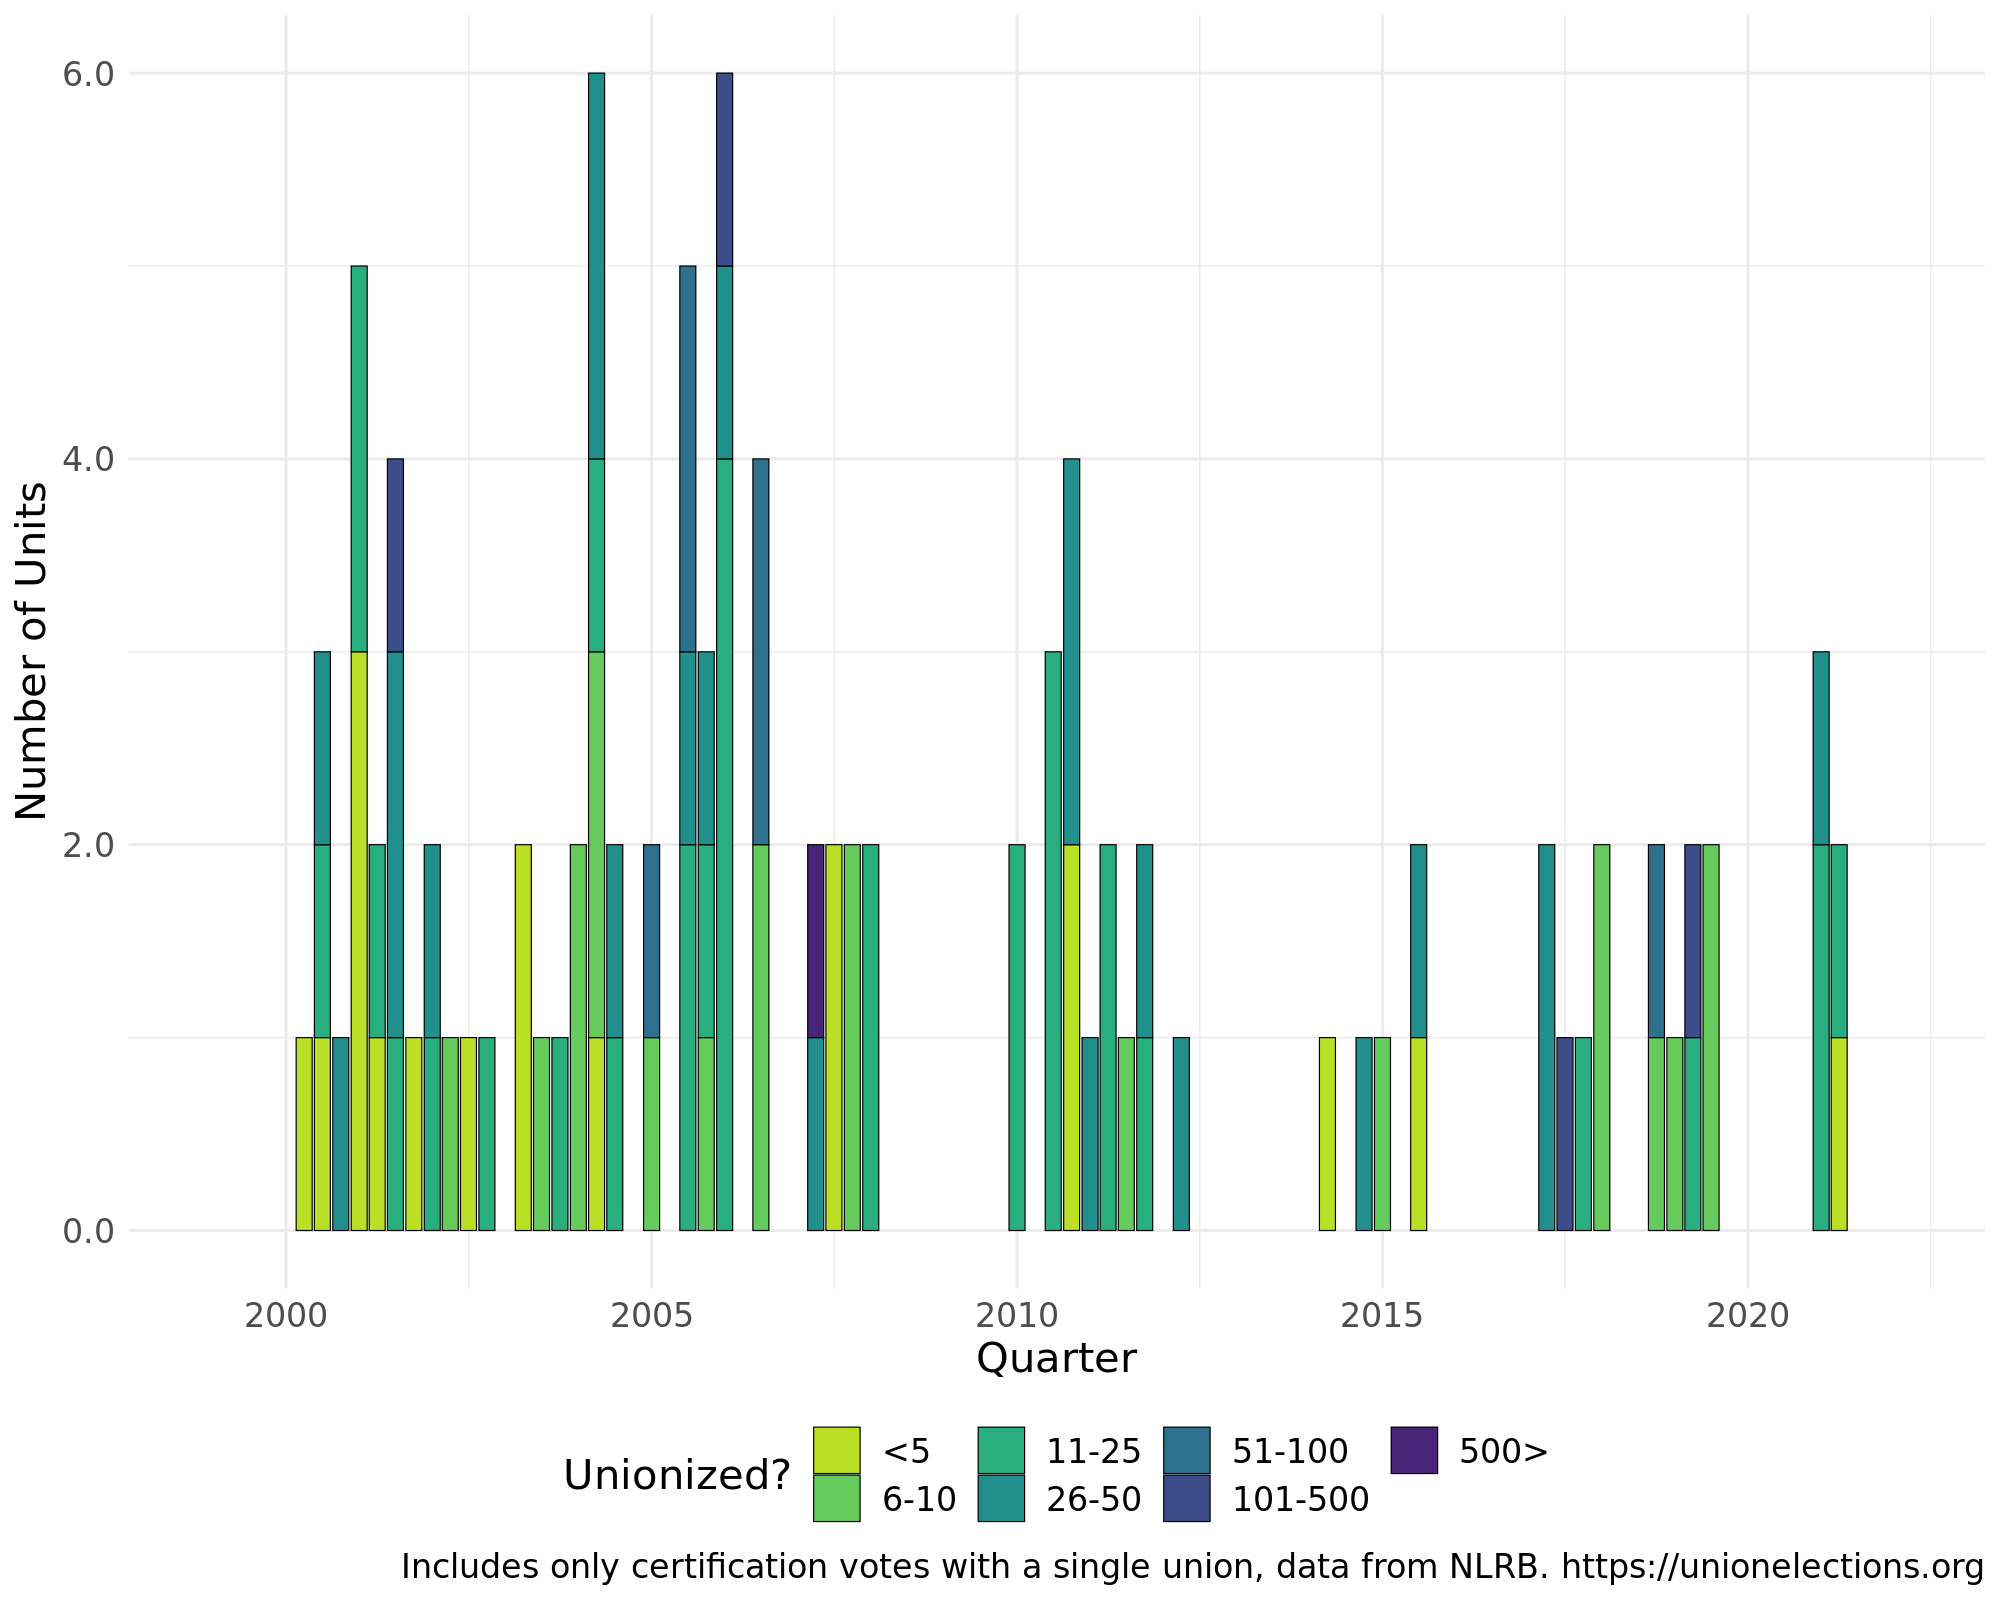 6.0
4.0
2.0
0.0
Number of Units
2000 2005 2010 2015 2020
Quarter
Unionized?
<5 11-25 51-100 500>
6-10 26-50 101-500
Includes only certification votes with a single union, data from NLRB. https://unionelections.org